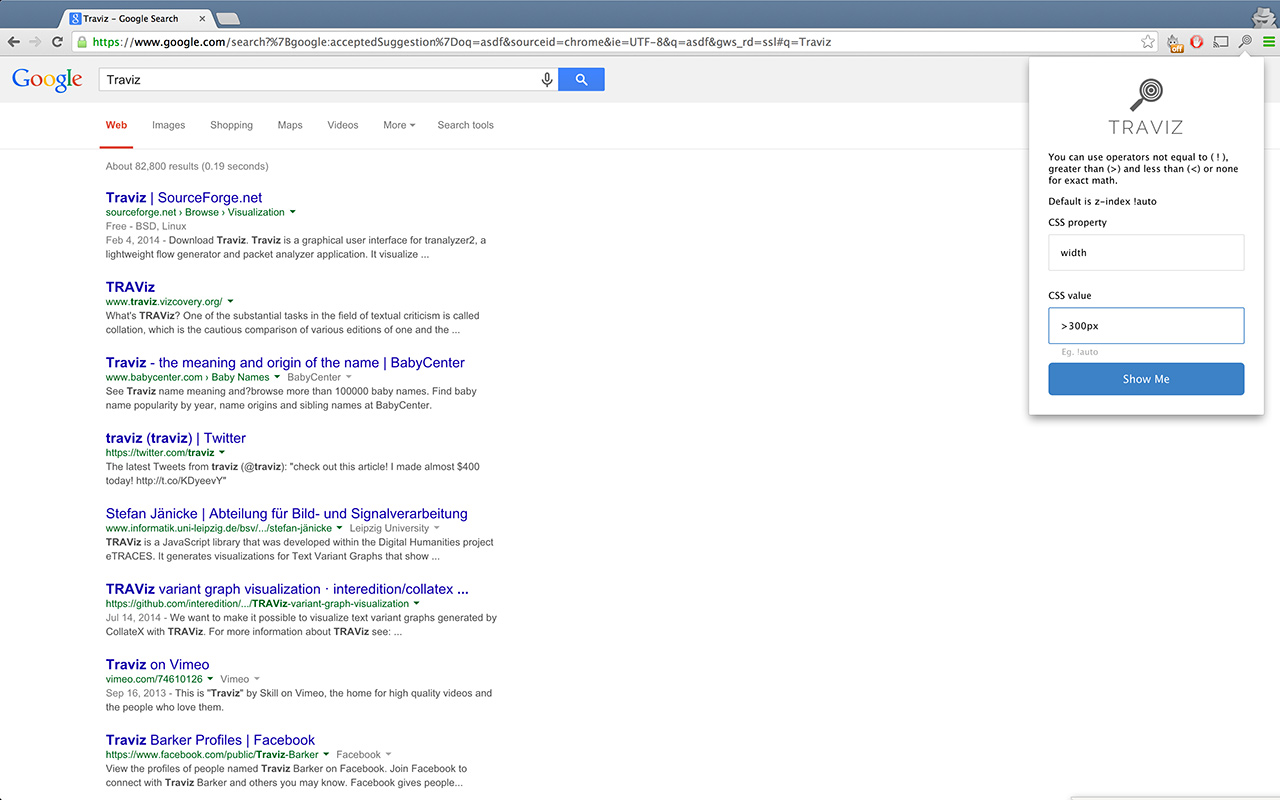 Traviz - Google Search
https://www.google.com/search?%7Bgoogle:acceptedSuggestion%7Doq=asdf&sourceid=chrome&ie=UTF-8&q=asdf&gws_rd=ssl#q=Traviz
off
Google
Traviz
Web Images Shopping Maps Videos More Search tools
About 82,800 results (0.19 seconds)
Traviz | SourceForge.net
sourceforge.net › Browse › Visualization
Free - BSD, Linux
Feb 4, 2014 - Download Traviz. Traviz is a graphical user interface for tranalyzer2, a
lightweight flow generator and packet analyzer application. It visualize ...
TRAViz
www.traviz.vizcovery.org/
What's TRAViz? One of the substantial tasks in the field of textual criticism is called
collation, which is the cautious comparison of various editions of one and the ...
Traviz - the meaning and origin of the name | BabyCenter
www.babycenter.com › Baby Names BabyCenter
See Traviz name meaning and?browse more than 100000 baby names. Find baby
name popularity by year, name origins and sibling names at BabyCenter.
traviz (traviz) | Twitter
https://twitter.com/traviz
The latest Tweets from traviz (@traviz): "check out this article! I made almost $400
today! http://t.co/KDyeevY"
Stefan Jänicke | Abteilung für Bild- und Signalverarbeitung
www.informatik.uni-leipzig.de/bsv/.../stefan-jänicke Leipzig University
TRAViz is a JavaScript library that was developed within the Digital Humanities project
eTRACES. It generates visualizations for Text Variant Graphs that show ...
TRAViz variant graph visualization · interedition/collatex ...
https://github.com/interedition/.../TRAViz-variant-graph-visualization
Jul 14, 2014 - We want to make it possible to visualize text variant graphs generated by
CollateX with TRAViz. For more information about TRAViz see: ...
Traviz on Vimeo
vimeo.com/74610126 Vimeo
Sep 16, 2013 - This is "Traviz" by Skill on Vimeo, the home for high quality videos and
the people who love them.
Traviz Barker Profiles | Facebook
https://www.facebook.com/public/Traviz-Barker Facebook
View the profiles of people named Traviz Barker on Facebook. Join Facebook to
connect with Traviz Barker and others you may know. Facebook gives people...
TRAVIZ
You can use operators not equal to ( ! ),
greater than (>) and less than (<) or none
for exact math.
Default is z-index !auto
CSS property
width
CSS value
>300px
Eg. !auto
Show Me